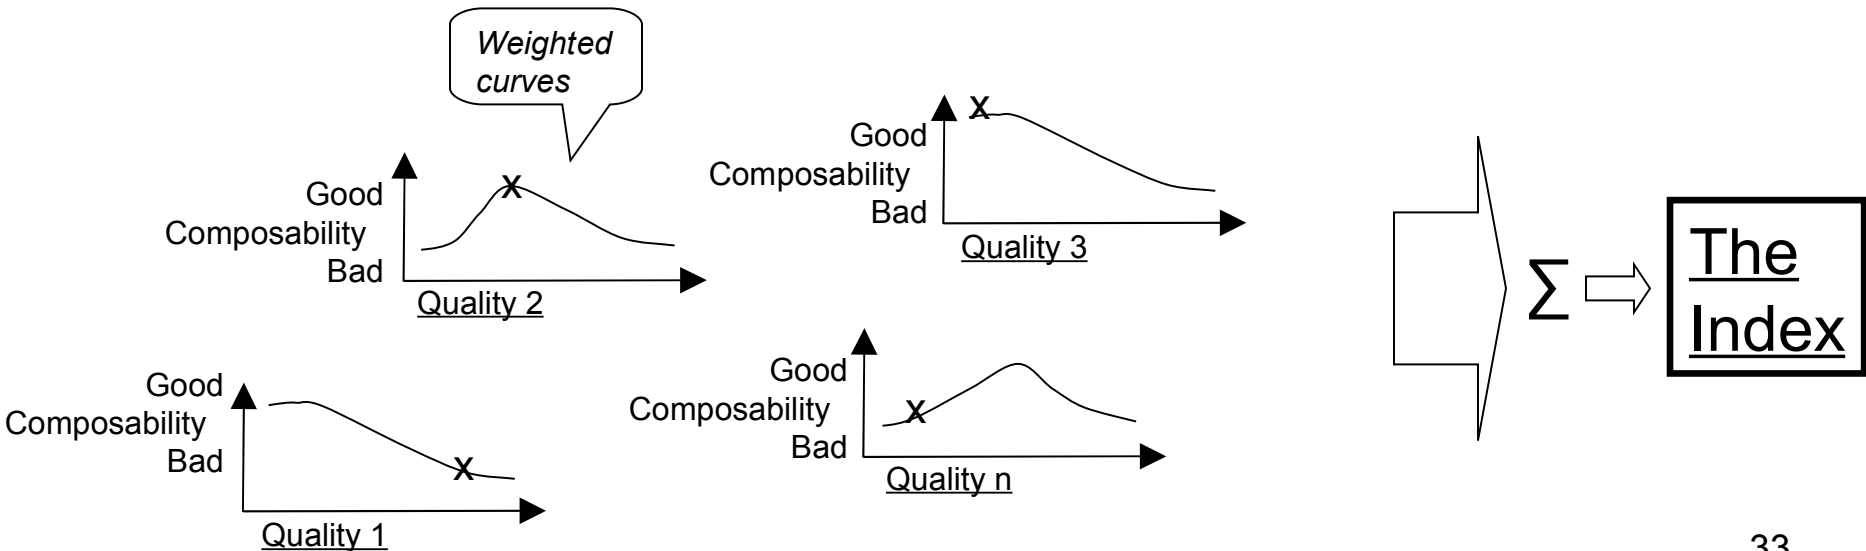 Weighted
curves
Good
Composability
Bad
Quality 2
Good
Composability
Bad
Quality 3
Good
Composability
Bad
Quality 1
Good
Composability
Bad
Quality n
∑
The
Index
33